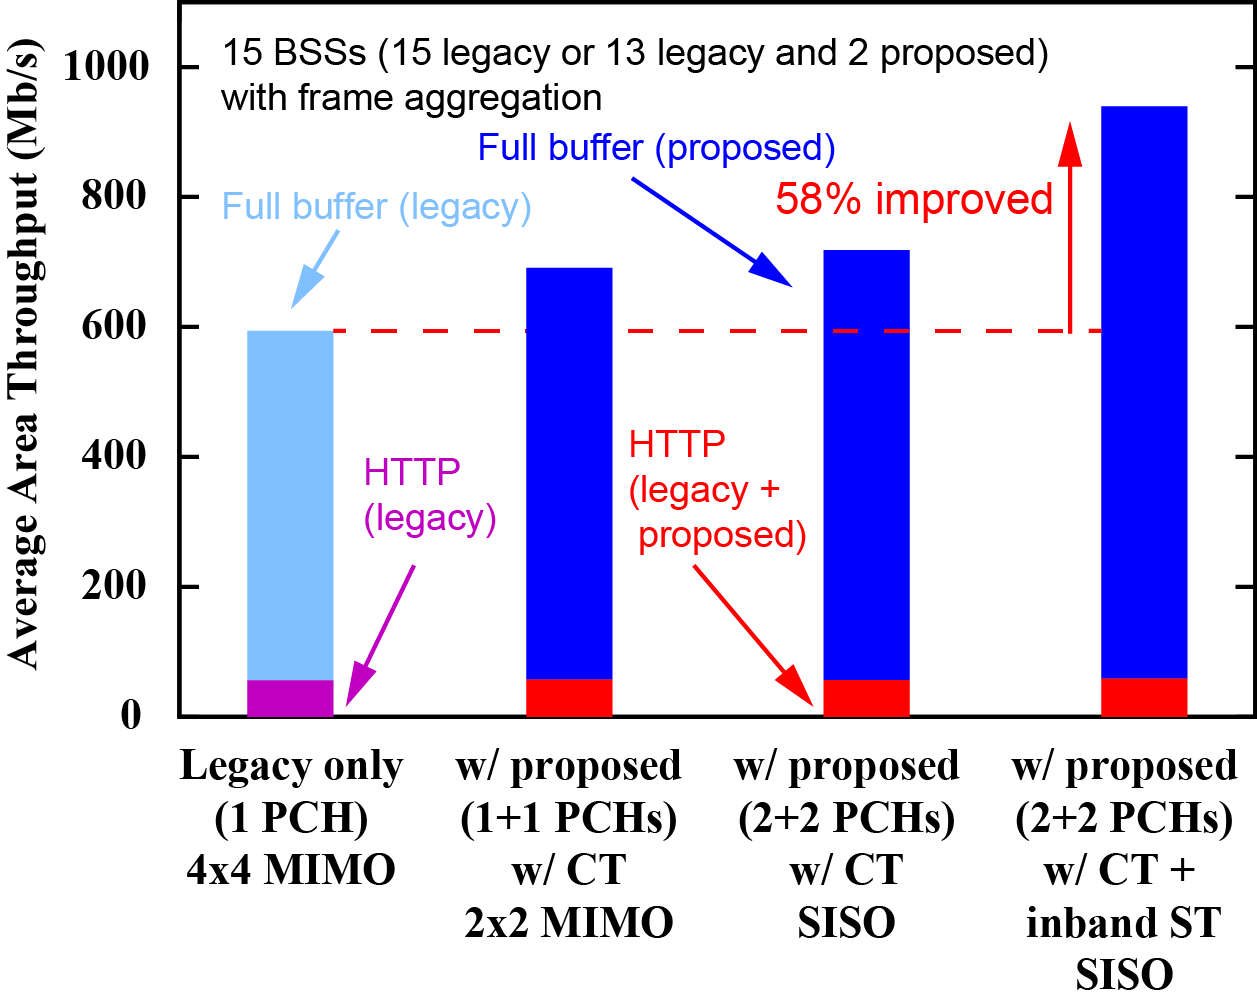 15 BSSs (15 legacy or 13 legacy and 2 proposed)
with frame aggregation
Full buffer (proposed)
58% improved
Full buffer (legacy)
HTTP
(legacy)
HTTP
(legacy +
proposed)
Average Area Throughput (Mb/s)
1000
800
600
400
200
0
Legacy only
(1 PCH)
4x4 MIMO
w/ proposed
(1+1 PCHs)
w/ CT
2x2 MIMO
w/ proposed
(2+2 PCHs)
w/ CT
SISO
w/ proposed
(2+2 PCHs)
w/ CT +
inband ST
SISO